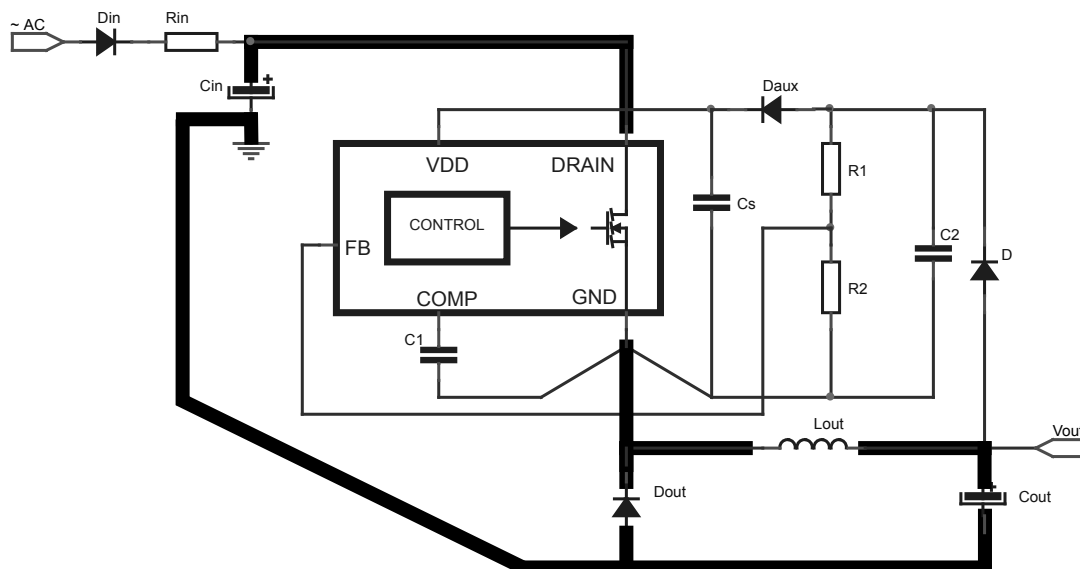 ~ AC
Din
Rin
Cin
+
Daux
VDD
DRAIN
R1
Cs
CONTROL
FB
C2
D
R2
COMP
GND
C1
Lout
Vout
Dout
+
Cout